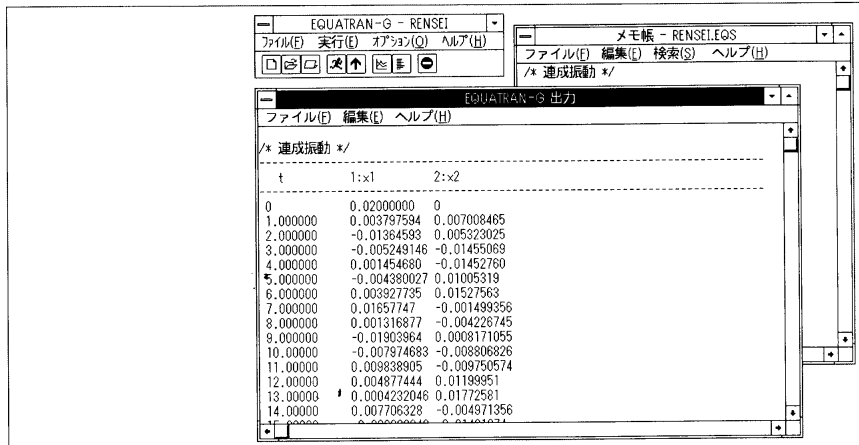 EQUATRAN-G - RENSEI
ファイル(F) 実行(E) オプション(O) ヘルプ(H)
メモ帳 - RENSEI.EQS
ファイル(F) 編集(E) 検索(S) ヘルプ(H)
/* 連成振動 */
EQUATRAN-G 出力
ファイル(F) 編集(E) ヘルプ(H)
/* 連成振動 */
t 1:x1 2:x2
0 0.02000000 0
1.000000 0.003797594 0.007008465
2.000000 -0.01364593 0.005323025
3.000000 -0.005249146 -0.01455069
4.000000 0.001454680 -0.01452760
5.000000 -0.004380027 0.01005319
6.000000 0.003927735 0.01527563
7.000000 0.01657747 -0.001499356
8.000000 0.001316877 -0.004226745
9.000000 -0.01903964 0.0008171055
10.00000 -0.007974683 -0.008806826
11.00000 0.009838905 -0.009750574
12.00000 0.004877444 0.01199951
13.00000 0.0004232046 0.01772581
14.00000 0.007706328 -0.004971356